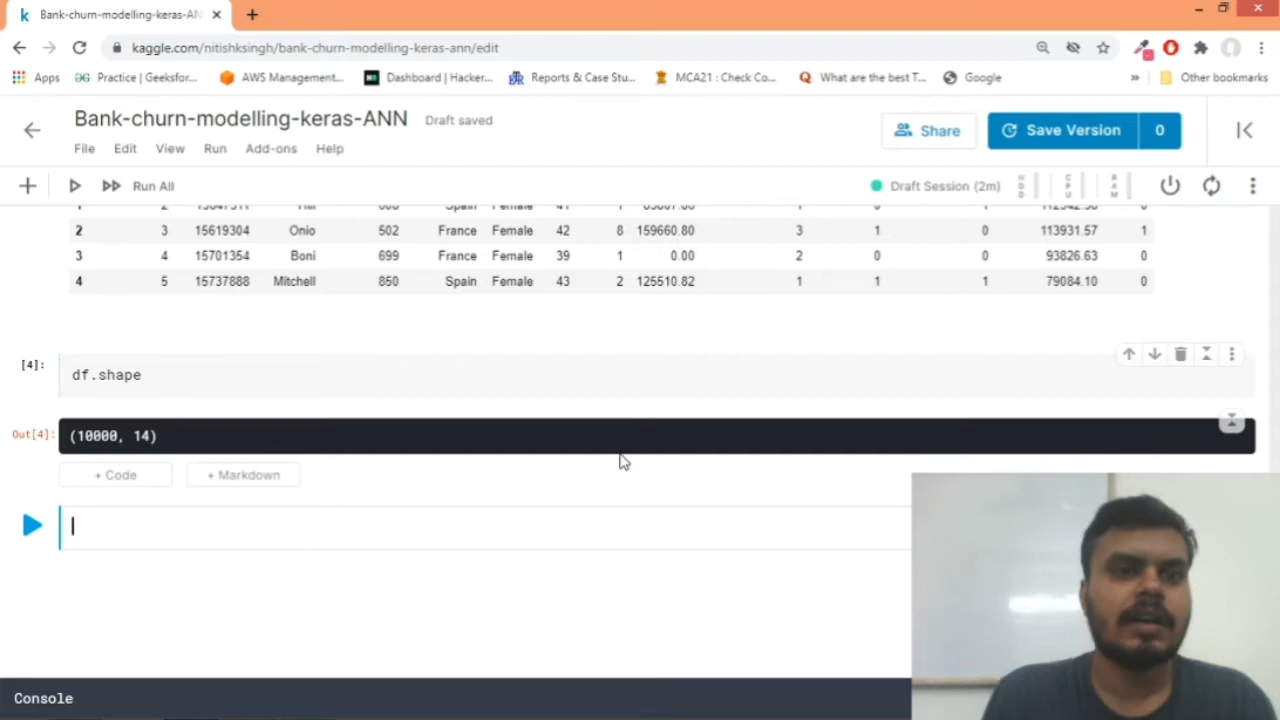 Bank-churn-modelling-keras-AN
kaggle.com/nitishksingh/bank-churn-modelling-keras-ann/edit
Apps Practice | Geeksfor... AWS Management... Dashboard | Hacker... Reports & Case Stu... MCA21 : Check Co... What are the best T... Google » Other bookmarks
Bank-churn-modelling-keras-ANN Draft saved
Share Save Version 0
File Edit View Run Add-ons Help
Run All Draft Session (2m) HDD CPU RAM
2 3 15619304 Onio 502 France Female 42 8 159660.80 3 1 0 113931.57 1
3 4 15701354 Boni 699 France Female 39 1 0.00 2 0 0 93826.63 0
4 5 15737888 Mitchell 850 Spain Female 43 2 125510.82 1 1 1 79084.10 0
[4]: df.shape
Out[4]: (10000, 14)
+ Code + Markdown
Console